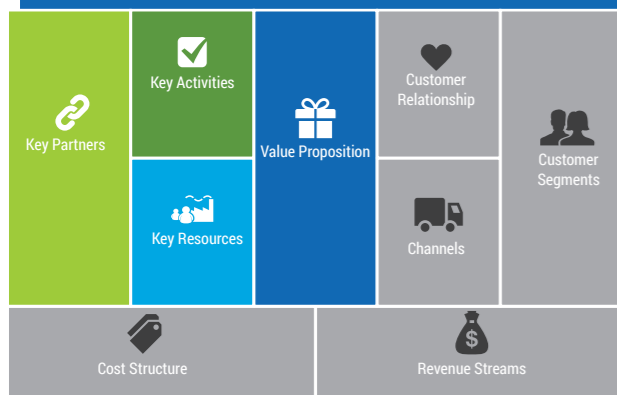 Key Partners
Key Activities
Key Resources
Value Proposition
Customer
Relationship
Channels
Customer
Segments
Cost Structure
$
Revenue Streams